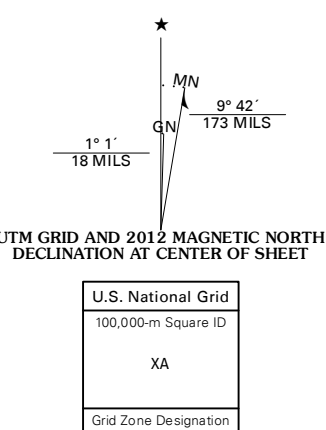 ★
MN
GN
9° 42´
173 MILS
1° 1´
18 MILS
UTM GRID AND 2012 MAGNETIC NORTH
DECLINATION AT CENTER OF SHEET
U.S. National Grid
100,000-m Square ID
XA
Grid Zone Designation